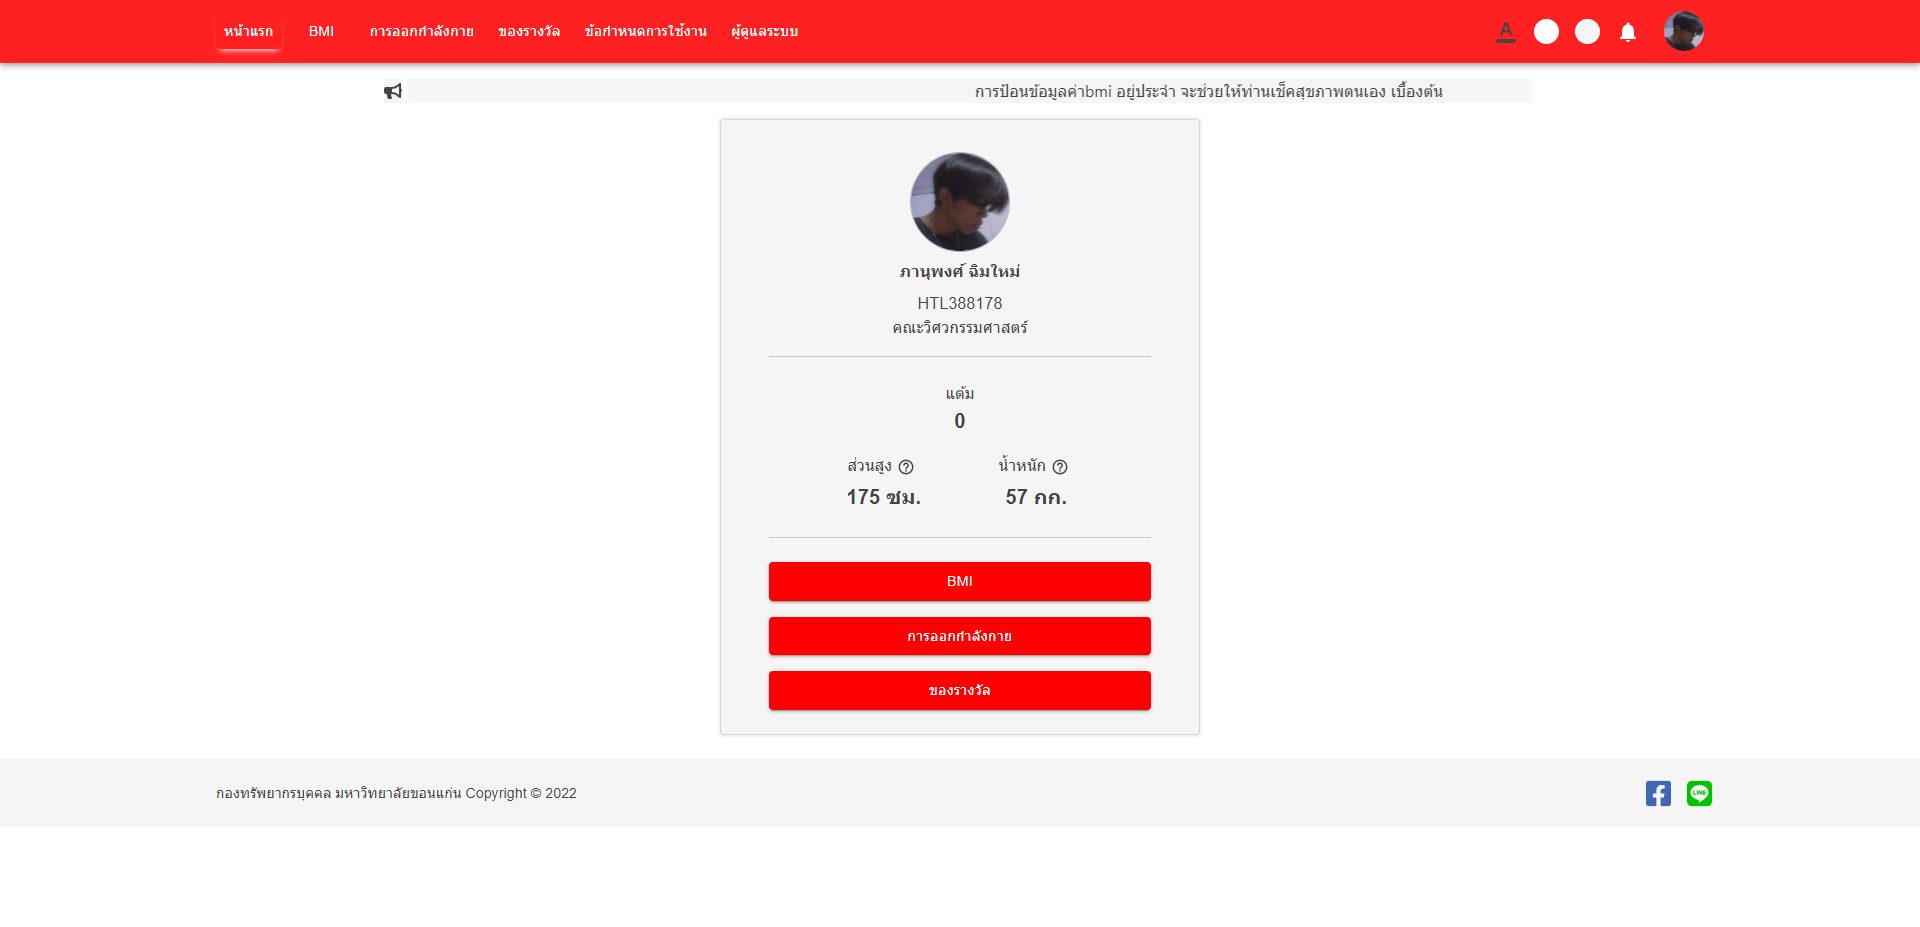 หน้าแรก BMI การออกกำลังกาย ของรางวัล ข้อกำหนดการใช้งาน ผู้ดูแลระบบ A
การป้อนข้อมูลค่าbmi อยู่ประจำ จะช่วยให้ท่านเช็คสุขภาพตนเอง เบื้องต้น
ภานุพงศ์ ฉิมใหม่
HTL388178
คณะวิศวกรรมศาสตร์
แต้ม
0
ส่วนสูง น้ำหนัก
175 ซม. 57 กก.
BMI
การออกกำลังกาย
ของรางวัล
กองทรัพยากรบุคคล มหาวิทยาลัยขอนแก่น Copyright © 2022 LINE